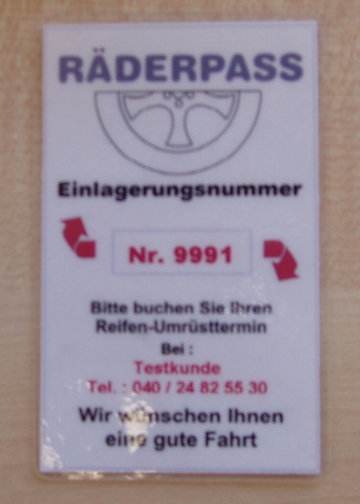 RÄDERPASS
Einlagerungsnummer
Nr. 9991
Bitte buchen Sie Ihren
Reifen-Umrüsttermin
Bei :
Testkunde
Tel. : 040 / 24 82 55 30
Wir wünschen Ihnen
eine gute Fahrt